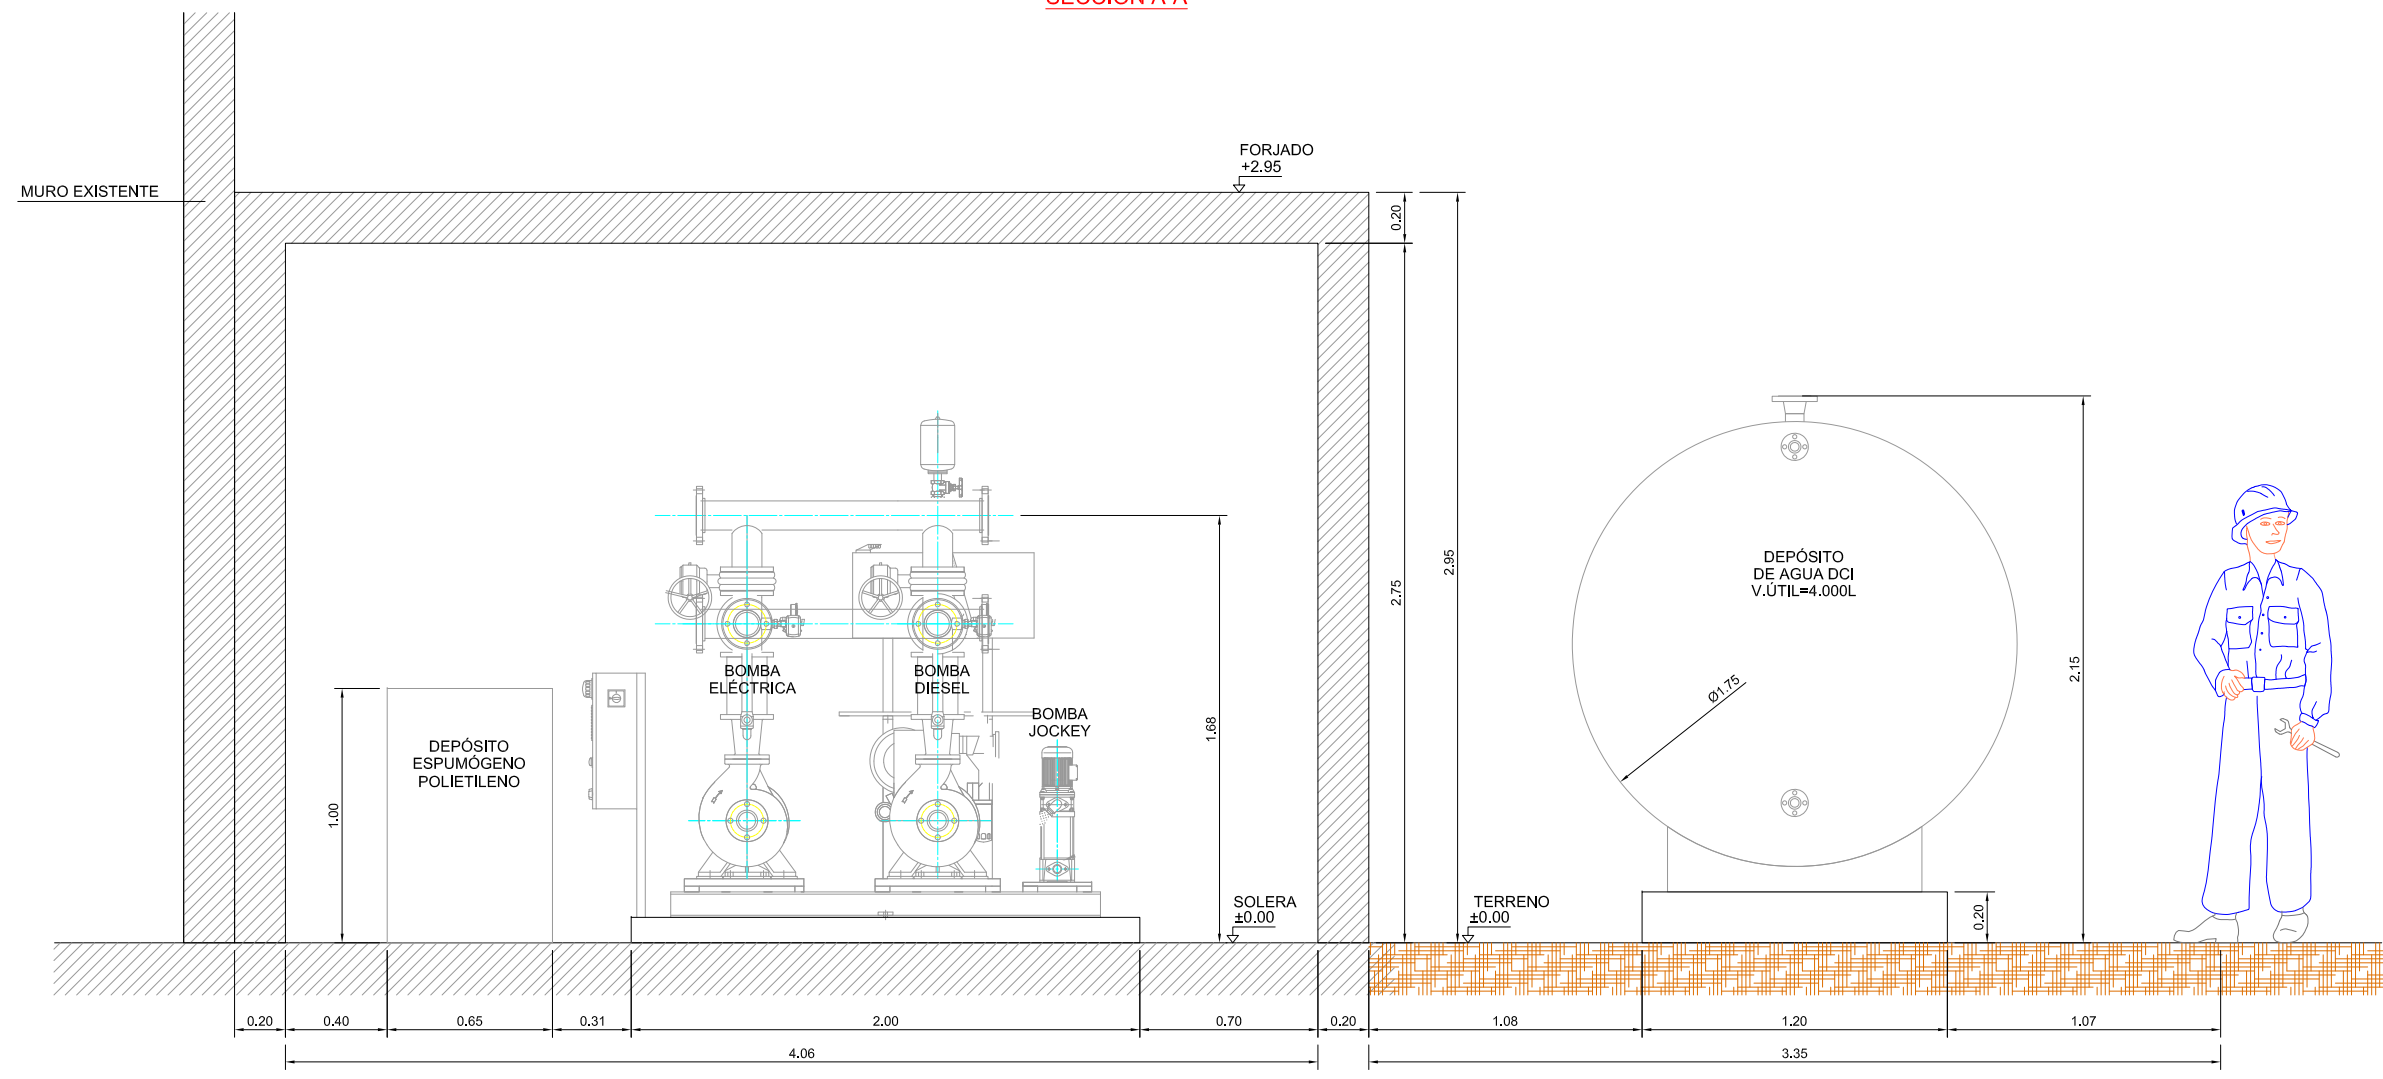 SECCIÓN A-A
FORJADO
+2.95
MURO EXISTENTE
0.20
2.95
2.75
DEPÓSITO
DE AGUA DCI
V.ÚTIL=4.000L
Ø1.75
2.15
BOMBA
ELÉCTRICA
BOMBA
DIESEL
BOMBA
JOCKEY
1.68
DEPÓSITO
ESPUMÓGENO
POLIETILENO
1.00
SOLERA
±0.00
TERRENO
±0.00
0.20
0.20
0.40
0.65
0.31
2.00
0.70
0.20
1.08
1.20
1.07
4.06
3.35